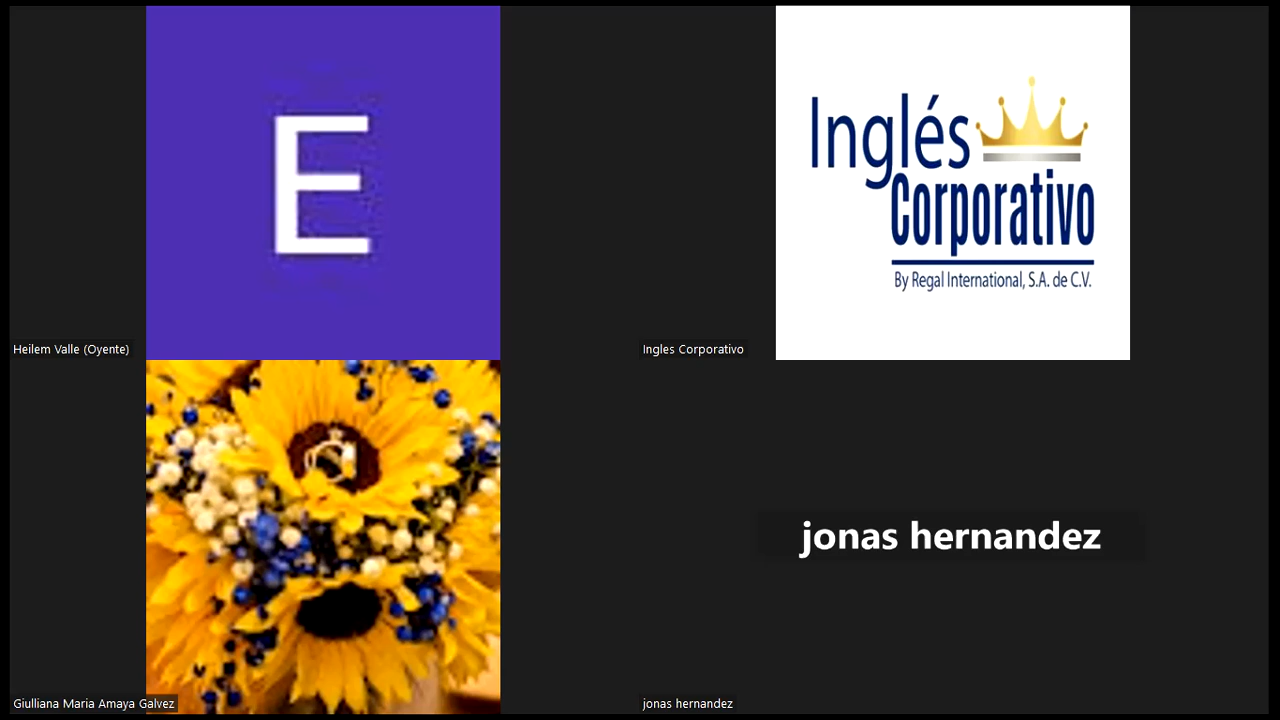 E
Inglés
Corporativo
By Regal International, S.A. de C.V.
Heilem Valle (Oyente)
Ingles Corporativo
jonas hernandez
Giulliana Maria Amaya Galvez
jonas hernandez